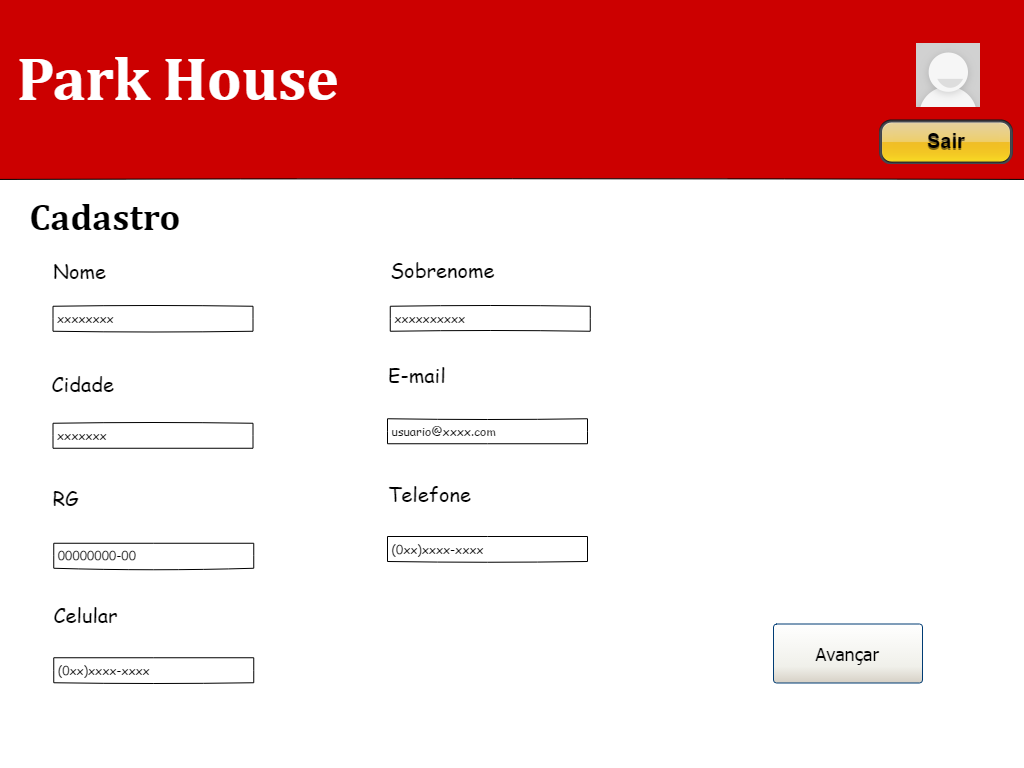 Park House
Sair
Cadastro
Nome
Sobrenome
xxxxxxxx
xxxxxxxxxx
Cidade
E-mail
xxxxxxx
usuario@xxxx.com
RG
Telefone
00000000-00
(0xx)xxxx-xxxx
Celular
(0xx)xxxx-xxxx
Avançar